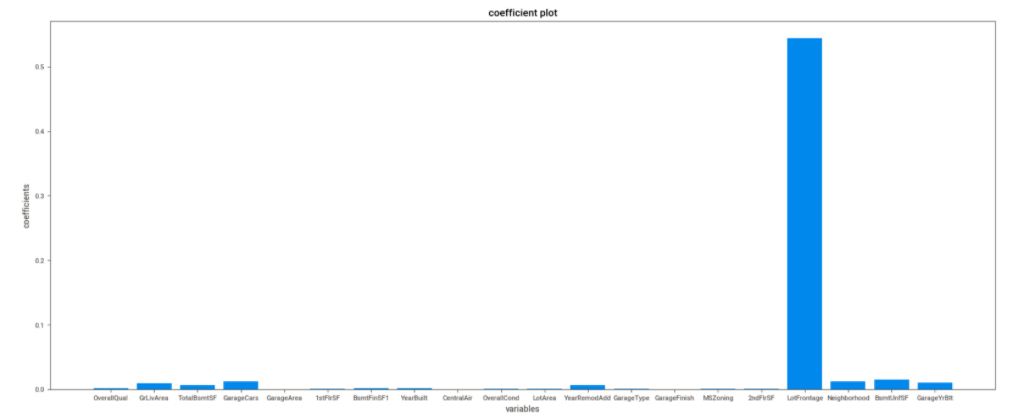 coefficient plot
0.5
0.4
0.3
0.2
0.1
0.0
coefficients
OverallQual GrLivArea TotalBsmtSF GarageCars GarageArea 1stFlrSF BsmtFinSF1 YearBuilt CentralAir OverallCond LotArea YearRemodAdd GarageType GarageFinish MSZoning 2ndFlrSF LotFrontage Neighborhood BsmtUnfSF GarageYrBlt
variables